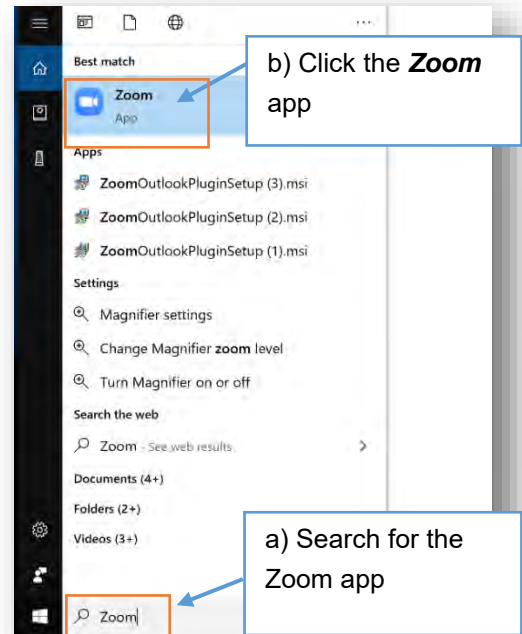 Best match
Zoom
App
b) Click the Zoom
app
Apps
ZoomOutlookPluginSetup (3).msi
ZoomOutlookPluginSetup (2).msi
ZoomOutlookPluginSetup (1).msi
Settings
Magnifier settings
Change Magnifier zoom level
Turn Magnifier on or off
Search the web
Zoom - See web results
Documents (4+)
Folders (2+)
Videos (3+)
a) Search for the
Zoom app
Zoom